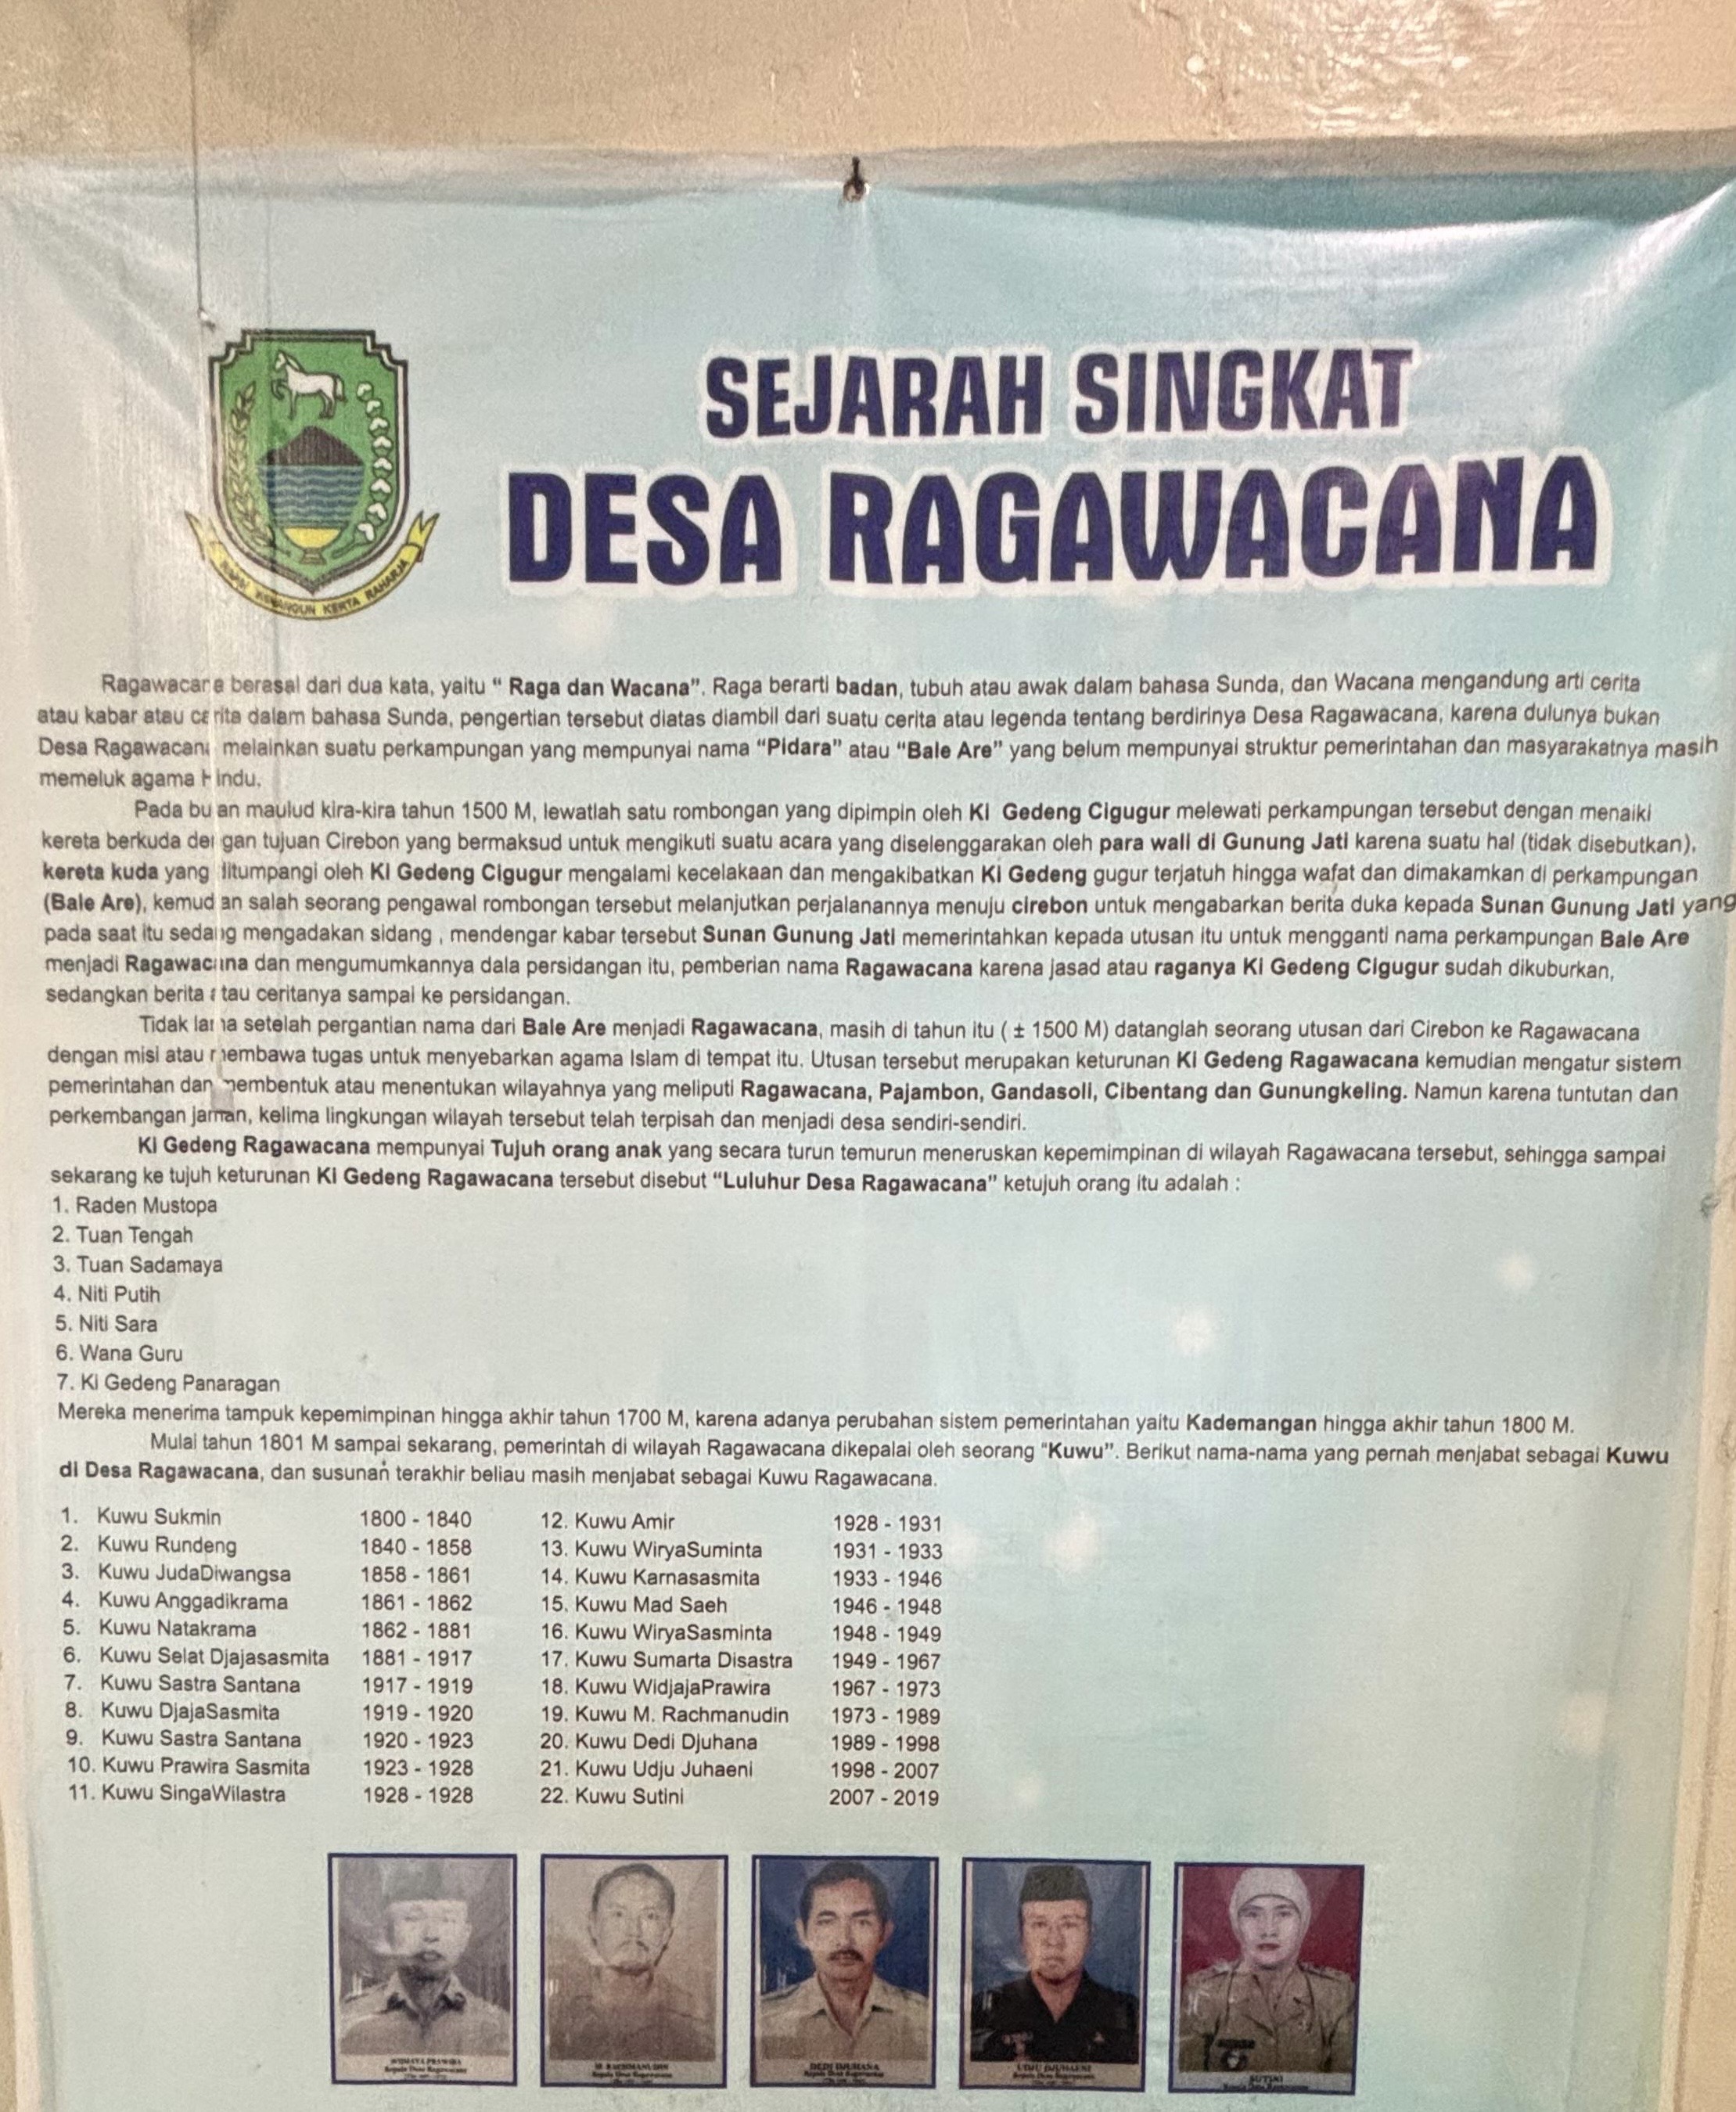 SEJARAH SINGKAT
DESA RAGAWACANA
KERTA RAHARJA
Ragawacana berasal dari dua kata, yaitu “ Raga dan Wacana”. Raga berarti badan, tubuh atau awak dalam bahasa Sunda, dan Wacana mengandung arti cerita
atau kabar atau cerita dalam bahasa Sunda, pengertian tersebut diatas diambil dari suatu cerita atau legenda tentang berdirinya Desa Ragawacana, karena dulunya bukan
Desa Ragawacana melainkan suatu perkampungan yang mempunyai nama “Pidara” atau “Bale Are” yang belum mempunyai struktur pemerintahan dan masyarakatnya masih
memeluk agama Hindu.
Pada bulan maulud kira-kira tahun 1500 M, lewatlah satu rombongan yang dipimpin oleh Ki Gedeng Cigugur melewati perkampungan tersebut dengan menaiki
kereta berkuda dengan tujuan Cirebon yang bermaksud untuk mengikuti suatu acara yang diselenggarakan oleh para wali di Gunung Jati karena suatu hal (tidak disebutkan),
kereta kuda yang ditumpangi oleh Ki Gedeng Cigugur mengalami kecelakaan dan mengakibatkan Ki Gedeng gugur terjatuh hingga wafat dan dimakamkan di perkampungan
(Bale Are), kemudian salah seorang pengawal rombongan tersebut melanjutkan perjalanannya menuju cirebon untuk mengabarkan berita duka kepada Sunan Gunung Jati yang
pada saat itu sedang mengadakan sidang , mendengar kabar tersebut Sunan Gunung Jati memerintahkan kepada utusan itu untuk mengganti nama perkampungan Bale Are
menjadi Ragawacana dan mengumumkannya dala persidangan itu, pemberian nama Ragawacana karena jasad atau raganya Ki Gedeng Cigugur sudah dikuburkan,
sedangkan berita atau ceritanya sampai ke persidangan.
Tidak lama setelah pergantian nama dari Bale Are menjadi Ragawacana, masih di tahun itu ( ± 1500 M) datanglah seorang utusan dari Cirebon ke Ragawacana
dengan misi atau membawa tugas untuk menyebarkan agama Islam di tempat itu. Utusan tersebut merupakan keturunan Ki Gedeng Ragawacana kemudian mengatur sistem
pemerintahan dan membentuk atau menentukan wilayahnya yang meliputi Ragawacana, Pajambon, Gandasoli, Cibentang dan Gunungkeling. Namun karena tuntutan dan
perkembangan jaman, kelima lingkungan wilayah tersebut telah terpisah dan menjadi desa sendiri-sendiri.
Ki Gedeng Ragawacana mempunyai Tujuh orang anak yang secara turun temurun meneruskan kepemimpinan di wilayah Ragawacana tersebut, sehingga sampai
sekarang ke tujuh keturunan Ki Gedeng Ragawacana tersebut disebut “Luluhur Desa Ragawacana” ketujuh orang itu adalah :
1. Raden Mustopa
2. Tuan Tengah
3. Tuan Sadamaya
4. Niti Putih
5. Niti Sara
6. Wana Guru
7. Ki Gedeng Panaragan
Mereka menerima tampuk kepemimpinan hingga akhir tahun 1700 M, karena adanya perubahan sistem pemerintahan yaitu Kademangan hingga akhir tahun 1800 M.
Mulai tahun 1801 M sampai sekarang, pemerintah di wilayah Ragawacana dikepalai oleh seorang “Kuwu”. Berikut nama-nama yang pernah menjabat sebagai Kuwu
di Desa Ragawacana, dan susunan terakhir beliau masih menjabat sebagai Kuwu Ragawacana.
1. Kuwu Sukmin 1800 - 1840
2. Kuwu Rundeng 1840 - 1858
3. Kuwu JudaDiwangsa 1858 - 1861
4. Kuwu Anggadikrama 1861 - 1862
5. Kuwu Natakrama 1862 - 1881
6. Kuwu Selat Djajasasmita 1881 - 1917
7. Kuwu Sastra Santana 1917 - 1919
8. Kuwu DjajaSasmita 1919 - 1920
9. Kuwu Sastra Santana 1920 - 1923
10. Kuwu Prawira Sasmita 1923 - 1928
11. Kuwu SingaWilastra 1928 - 1928
12. Kuwu Amir 1928 - 1931
13. Kuwu WiryaSuminta 1931 - 1933
14. Kuwu Karnasasmita 1933 - 1946
15. Kuwu Mad Saeh 1946 - 1948
16. Kuwu WiryaSasminta 1948 - 1949
17. Kuwu Sumarta Disastra 1949 - 1967
18. Kuwu WidjajaPrawira 1967 - 1973
19. Kuwu M. Rachmanudin 1973 - 1989
20. Kuwu Dedi Djuhana 1989 - 1998
21. Kuwu Udju Juhaeni 1998 - 2007
22. Kuwu Sutini 2007 - 2019
WIDJAYA PRAWIRA
Kepala Desa Ragawacana
M. RACHMANUDIN
Kepala Desa Ragawacana
DEDI DJUHANA
Kepala Desa Ragawacana
UDJU DJUHAENI
Kepala Desa Ragawacana
SUTINI